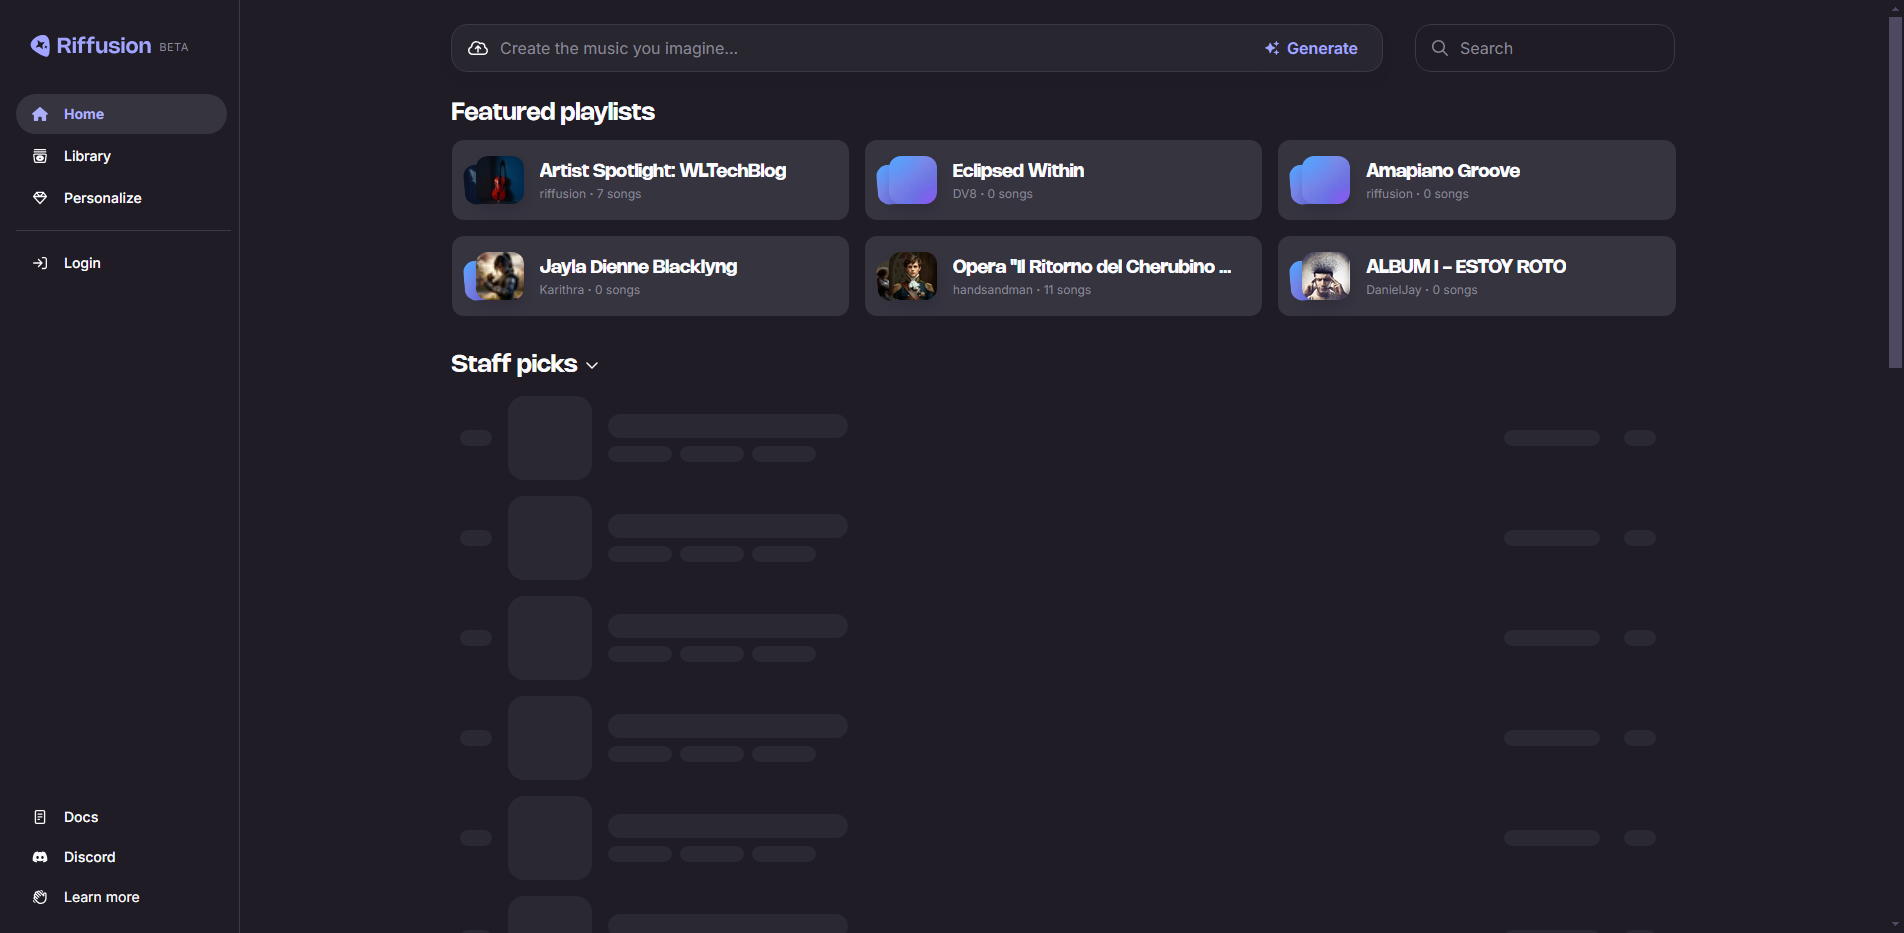 Riffusion BETA
Home
Library
Personalize
Login
Docs
Discord
Learn more
Create the music you imagine...
Generate
Search
Featured playlists
Artist Spotlight: WLTechBlog
riffusion • 7 songs
Eclipsed Within
DV8 • 0 songs
Amapiano Groove
riffusion • 0 songs
Jayla Dienne Blacklyng
Karithra • 0 songs
Opera "Il Ritorno del Cherubino ...
handsandman • 11 songs
ALBUM I - ESTOY ROTO
DanielJay • 0 songs
Staff picks